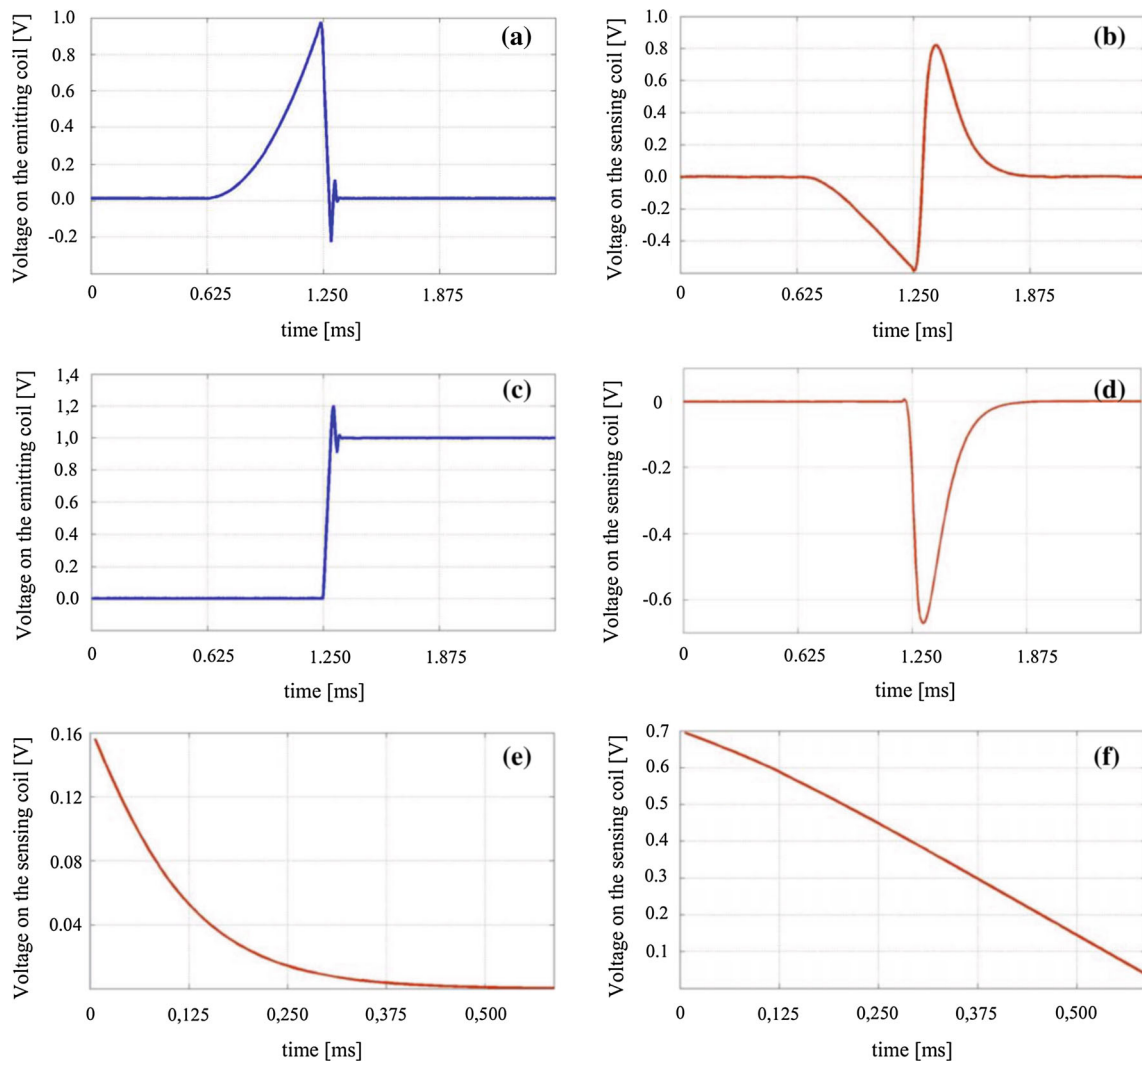 Voltage on the emitting coil [V]
1.0
0.8
0.6
0.4
0.2
0.0
-0.2
(a)
0 0.625 1.250 1.875
time [ms]
Voltage on the sensing coil [V]
1.0
0.8
0.6
0.4
0.2
0.0
-0.2
-0.4
(b)
0 0.625 1.250 1.875
time [ms]
Voltage on the emitting coil [V]
1,4
1,2
1,0
0.8
0.6
0.4
0.2
0.0
(c)
0 0.625 1.250 1.875
time [ms]
Voltage on the sensing coil [V]
0
-0.2
-0.4
-0.6
(d)
0 0.625 1.250 1.875
time [ms]
Voltage on the sensing coil [V]
0.16
0.12
0.08
0.04
(e)
0 0,125 0,250 0,375 0,500
time [ms]
Voltage on the sensing coil [V]
0.7
0.6
0.5
0.4
0.3
0.2
0.1
0
(f)
0 0,125 0,250 0,375 0,500
time [ms]